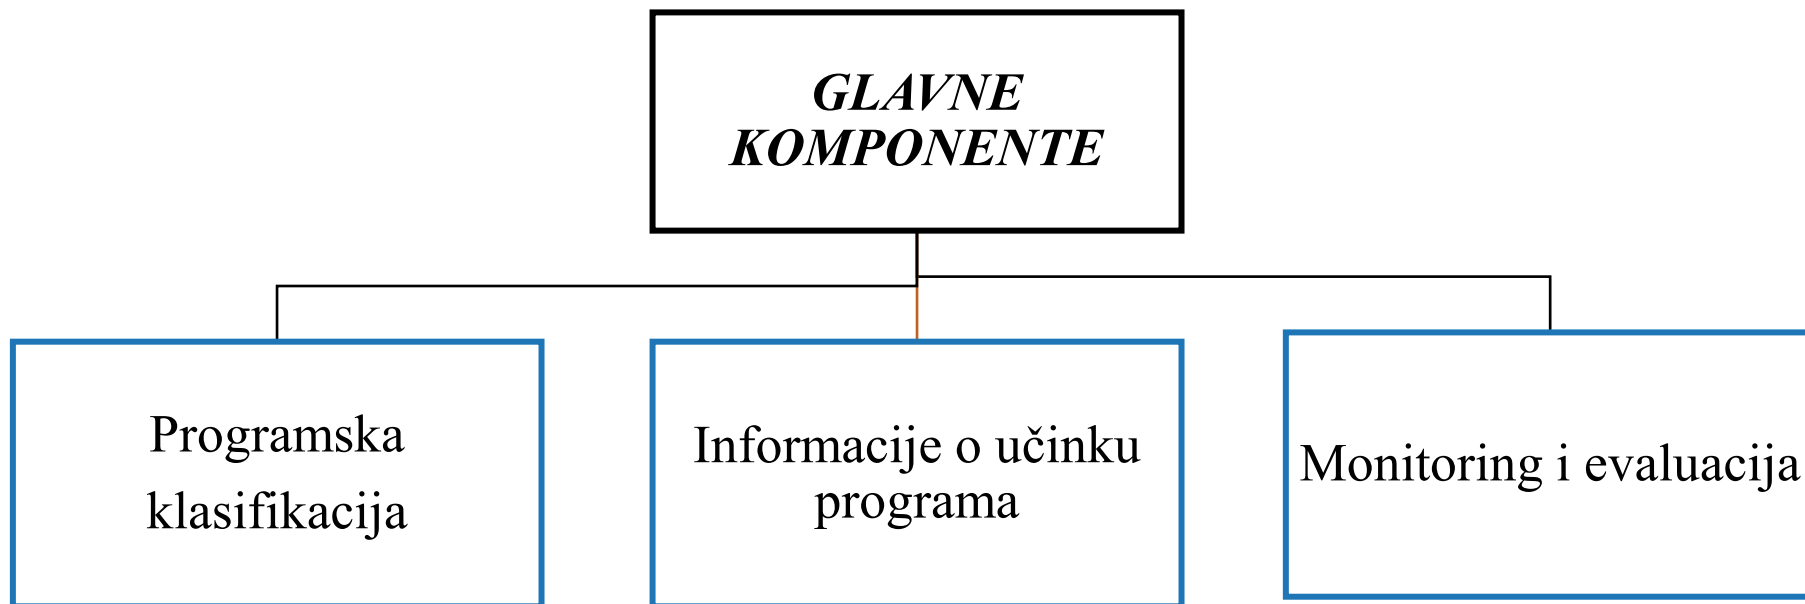 GLAVNE
KOMPONENTE
Programska
klasifikacija
Informacije o učinku
programa
Monitoring i evaluacija